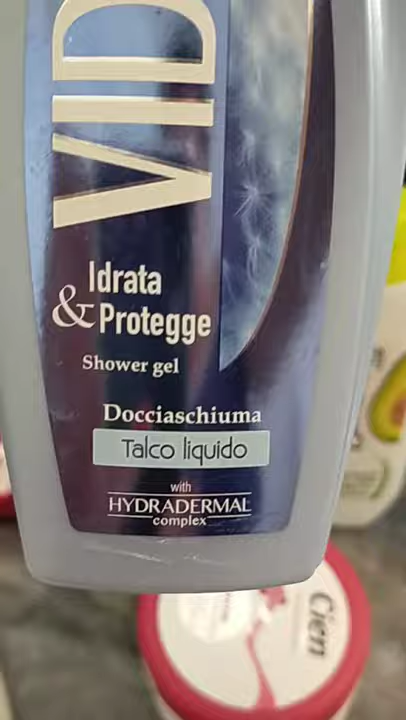 VID
Idrata
& Protegge
Shower gel
Docciaschiuma
Talco liquido
with
HYDRADERMAL
complex
Cien